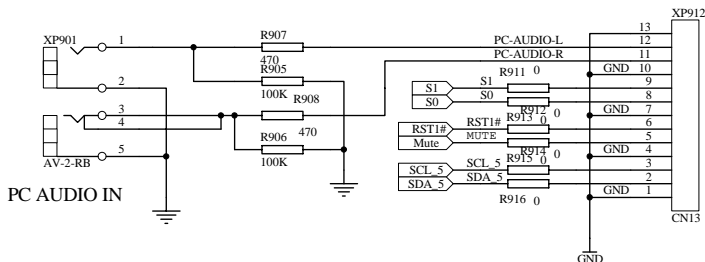 XP901
1
2
3
4
5
AV-2-RB
PC AUDIO IN
R907
470
R905
100K
R908
470
R906
100K
PC-AUDIO-L
PC-AUDIO-R
S1
S1
R911
0
S0
S0
R912
0
RST1#
RST1#
R913
0
Mute
MUTE
R914
0
SCL_5
SCL_5
R915
0
SDA_5
SDA_5
R916
0
XP912
13
12
11
GND 10
9
8
GND 7
6
5
GND 4
3
2
GND 1
CN13
GND